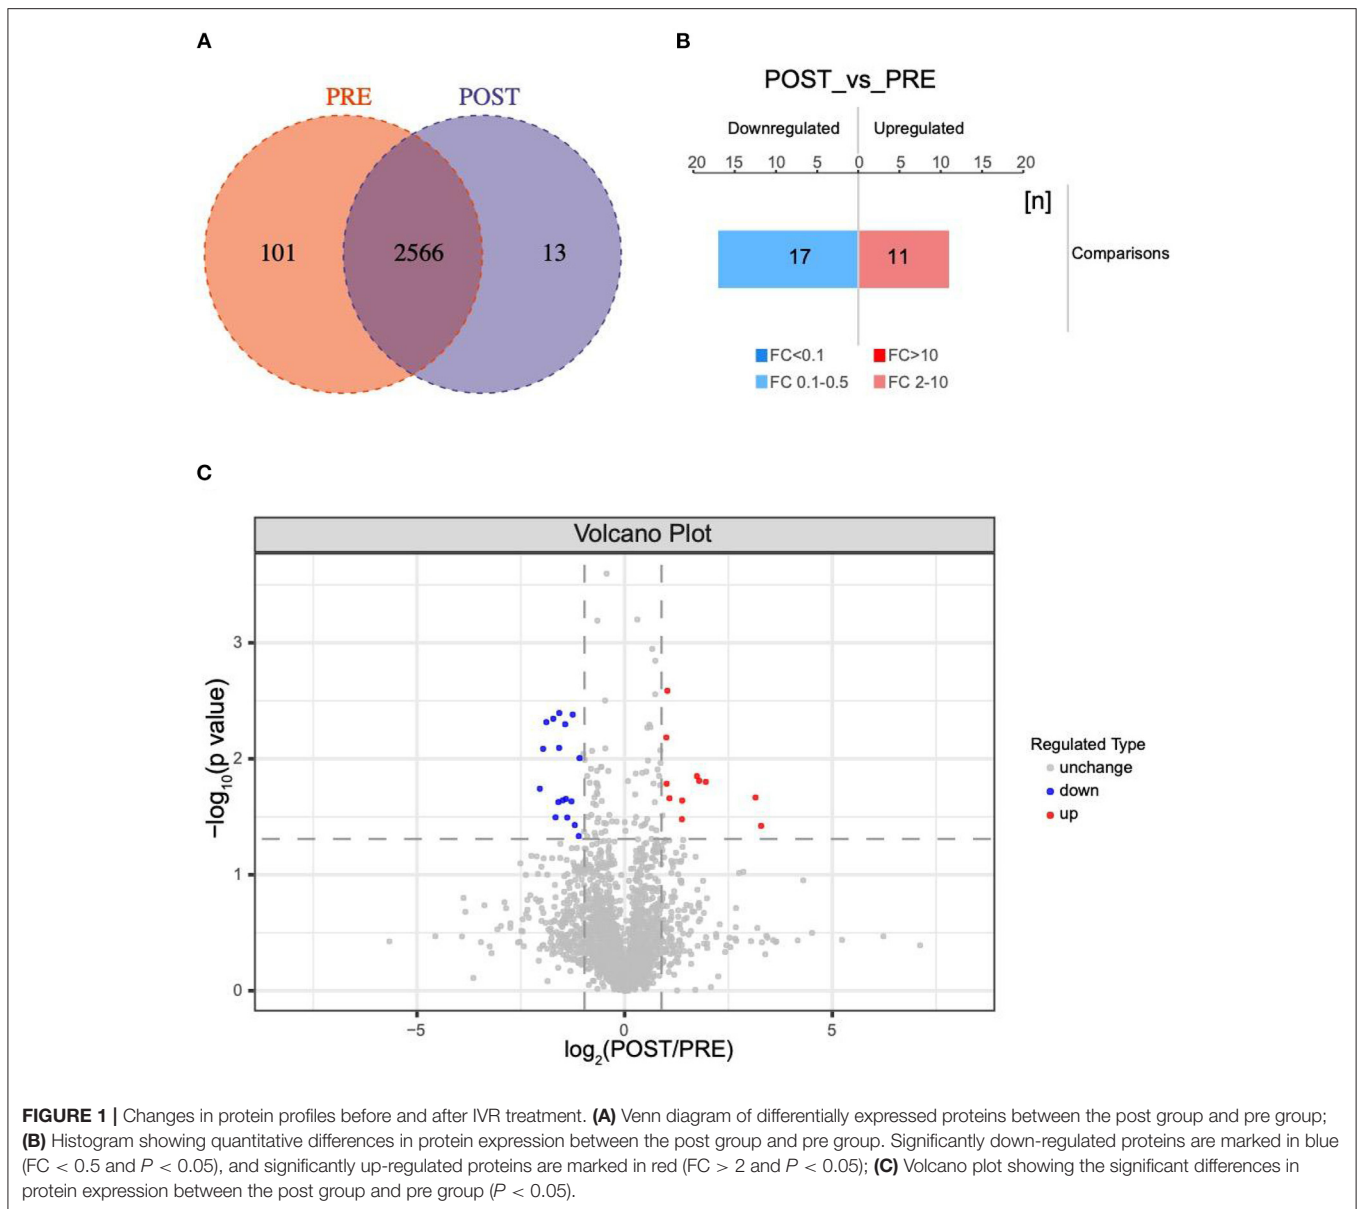 A
PRE
POST
101
2566
13
B
POST_vs_PRE
Downregulated
Upregulated
20 15 10 5 0 5 10 15 20
[n]
17
11
Comparisons
FC<0.1
FC>10
FC 0.1-0.5
FC 2-10
C
Volcano Plot
3
2
1
0
−log10(p value)
−5
0
5
log2(POST/PRE)
Regulated Type
unchange
down
up
FIGURE 1 | Changes in protein profiles before and after IVR treatment. (A) Venn diagram of differentially expressed proteins between the post group and pre group;
(B) Histogram showing quantitative differences in protein expression between the post group and pre group. Significantly down-regulated proteins are marked in blue
(FC < 0.5 and P < 0.05), and significantly up-regulated proteins are marked in red (FC > 2 and P < 0.05); (C) Volcano plot showing the significant differences in
protein expression between the post group and pre group (P < 0.05).